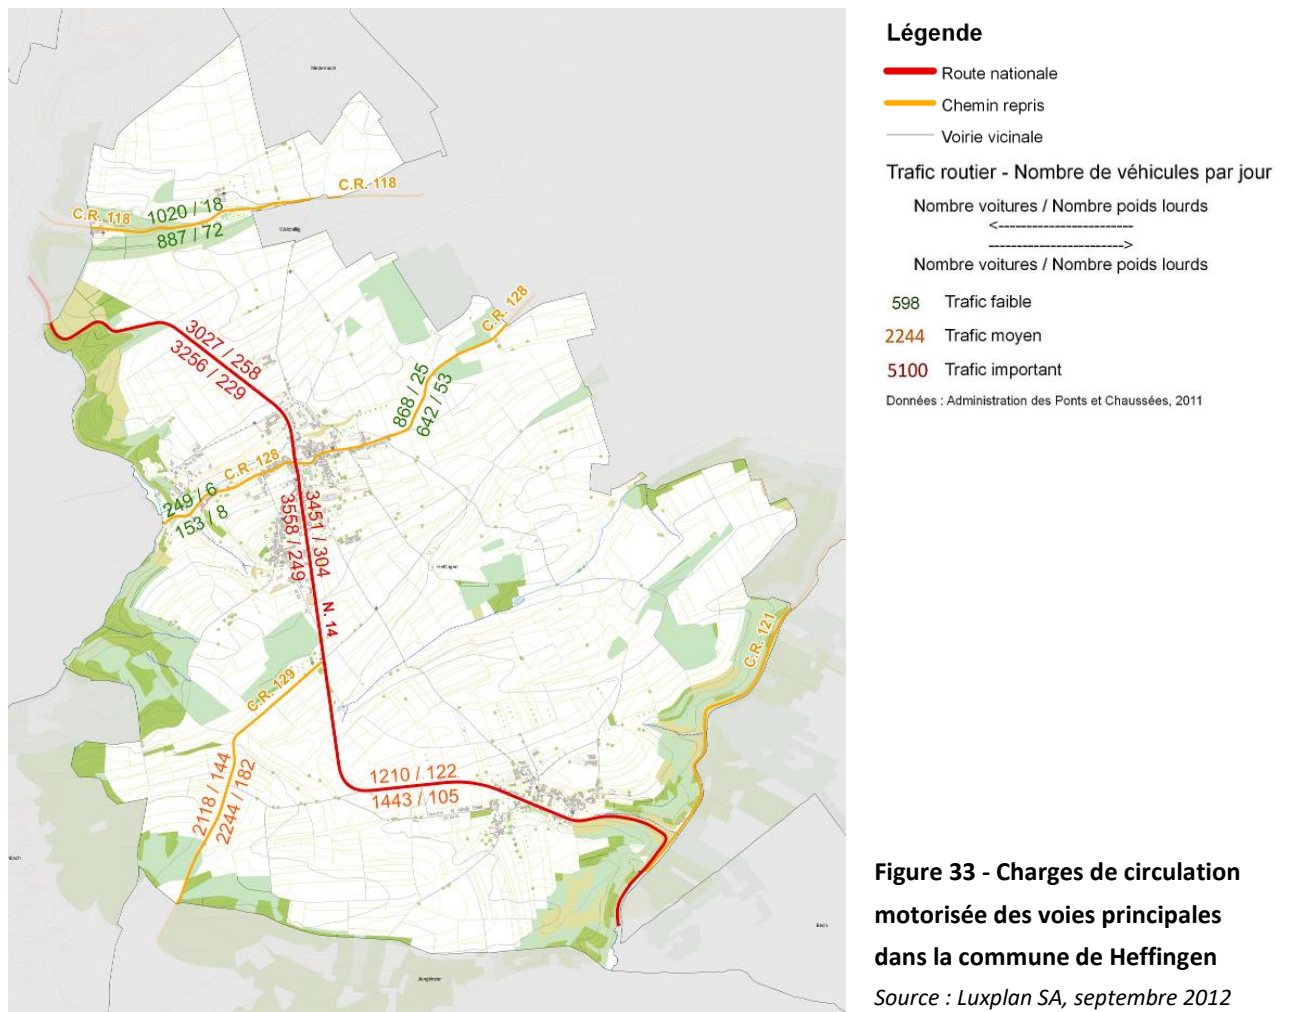 Légende
Route nationale
Chemin repris
Voirie vicinale
Trafic routier - Nombre de véhicules par jour
Nombre voitures / Nombre poids lourds
<------------------------
------------------------>
Nombre voitures / Nombre poids lourds
598 Trafic faible
2244 Trafic moyen
5100 Trafic important
Données : Administration des Ponts et Chaussées, 2011
Medernach
C.R. 118
C.R. 118
1020 / 18
887 / 72
C.R. 128
3027 / 258
3256 / 229
868 / 25
642 / 53
C.R. 128
249 / 6
153 / 8
3451 / 304
3558 / 249
Heffingen
N. 14
C.R. 121
C.R. 129
2118 / 144
2244 / 182
1210 / 122
1443 / 105
Junglinster
Bech
Figure 33 - Charges de circulation
motorisée des voies principales
dans la commune de Heffingen
Source : Luxplan SA, septembre 2012